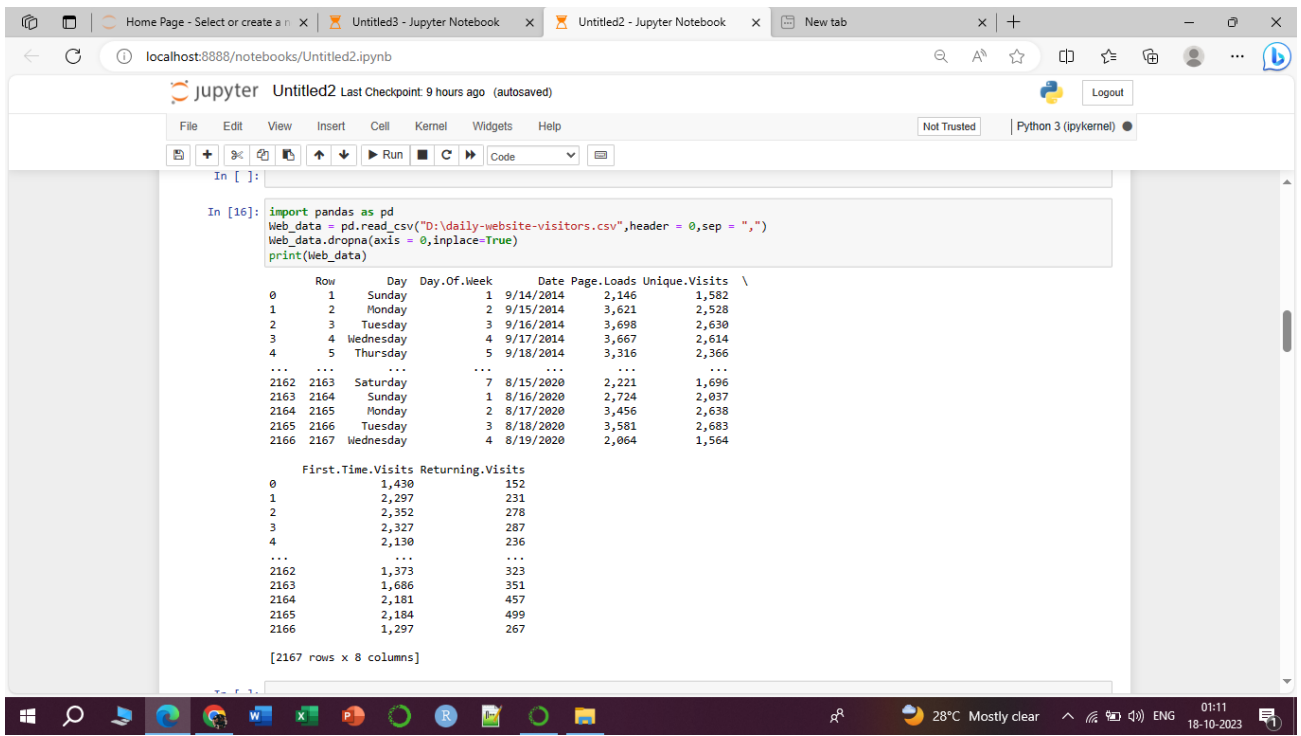 Home Page - Select or create a n
Untitled3 - Jupyter Notebook
Untitled2 - Jupyter Notebook
New tab
localhost:8888/notebooks/Untitled2.ipynb
jupyter Untitled2 Last Checkpoint: 9 hours ago (autosaved)
Logout
File Edit View Insert Cell Kernel Widgets Help
Not Trusted
Python 3 (ipykernel)
Run
Code
In [ ]:
In [16]: import pandas as pd
Web_data = pd.read_csv("D:\daily-website-visitors.csv",header = 0,sep = ",")
Web_data.dropna(axis = 0,inplace=True)
print(Web_data)
Row Day Day.Of.Week Date Page.Loads Unique.Visits \
0 1 Sunday 1 9/14/2014 2,146 1,582
1 2 Monday 2 9/15/2014 3,621 2,528
2 3 Tuesday 3 9/16/2014 3,698 2,630
3 4 Wednesday 4 9/17/2014 3,667 2,614
4 5 Thursday 5 9/18/2014 3,316 2,366
... ... ... ... ... ... ...
2162 2163 Saturday 7 8/15/2020 2,221 1,696
2163 2164 Sunday 1 8/16/2020 2,724 2,037
2164 2165 Monday 2 8/17/2020 3,456 2,638
2165 2166 Tuesday 3 8/18/2020 3,581 2,683
2166 2167 Wednesday 4 8/19/2020 2,064 1,564
First.Time.Visits Returning.Visits
0 1,430 152
1 2,297 231
2 2,352 278
3 2,327 287
4 2,130 236
... ... ...
2162 1,373 323
2163 1,686 351
2164 2,181 457
2165 2,184 499
2166 1,297 267
[2167 rows x 8 columns]
In [ ]:
28°C Mostly clear
ENG
01:11
18-10-2023